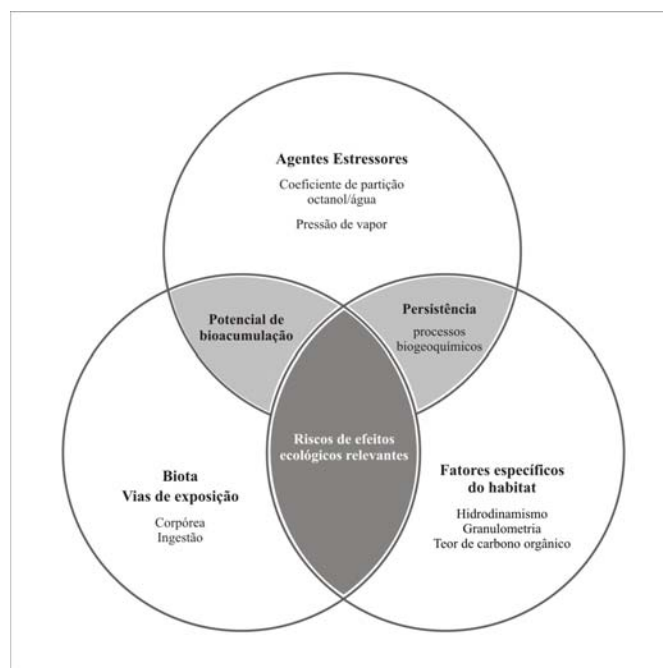 Agentes Estressores
Coeficiente de partição
octanol/água
Pressão de vapor
Potencial de
bioacumulação
Persistência
processos
biogeoquímicos
Riscos de efeitos
ecológicos relevantes
Biota
Vias de exposição
Corpórea
Ingestão
Fatores específicos
do habitat
Hidrodinamismo
Granulometria
Teor de carbono orgânico